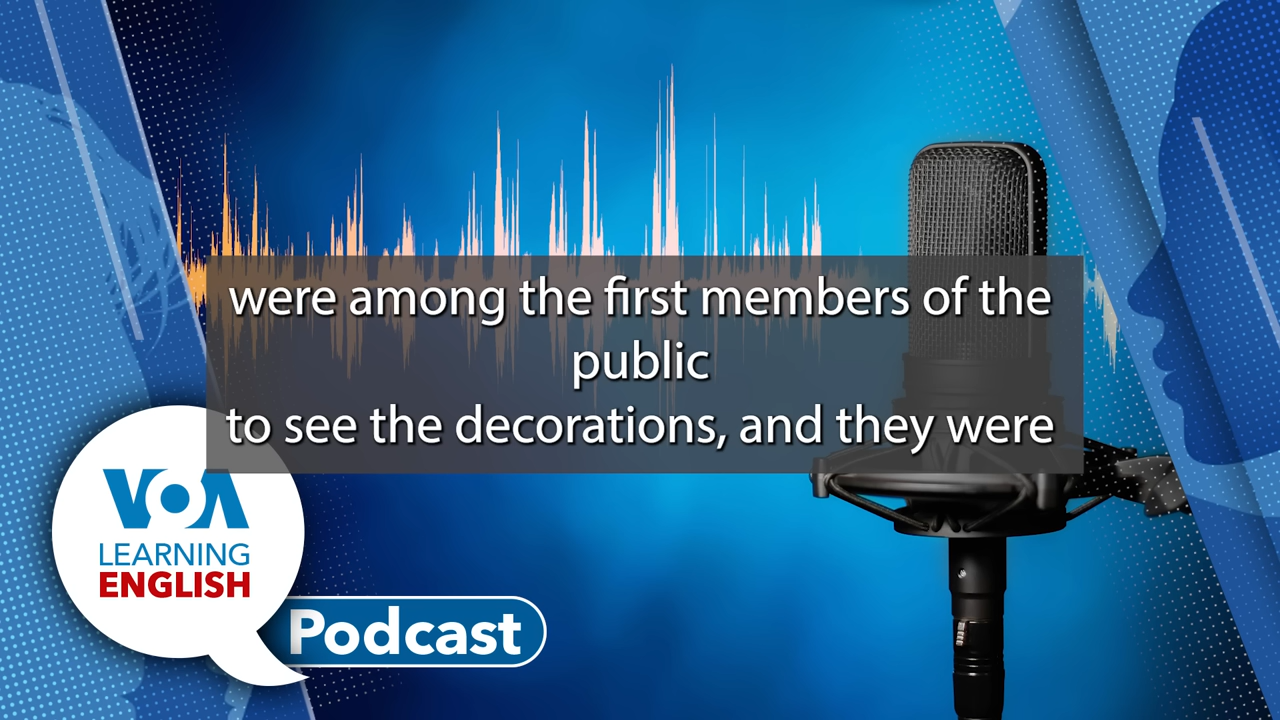 were among the first members of the
public
to see the decorations, and they were
VOA
LEARNING
ENGLISH
Podcast